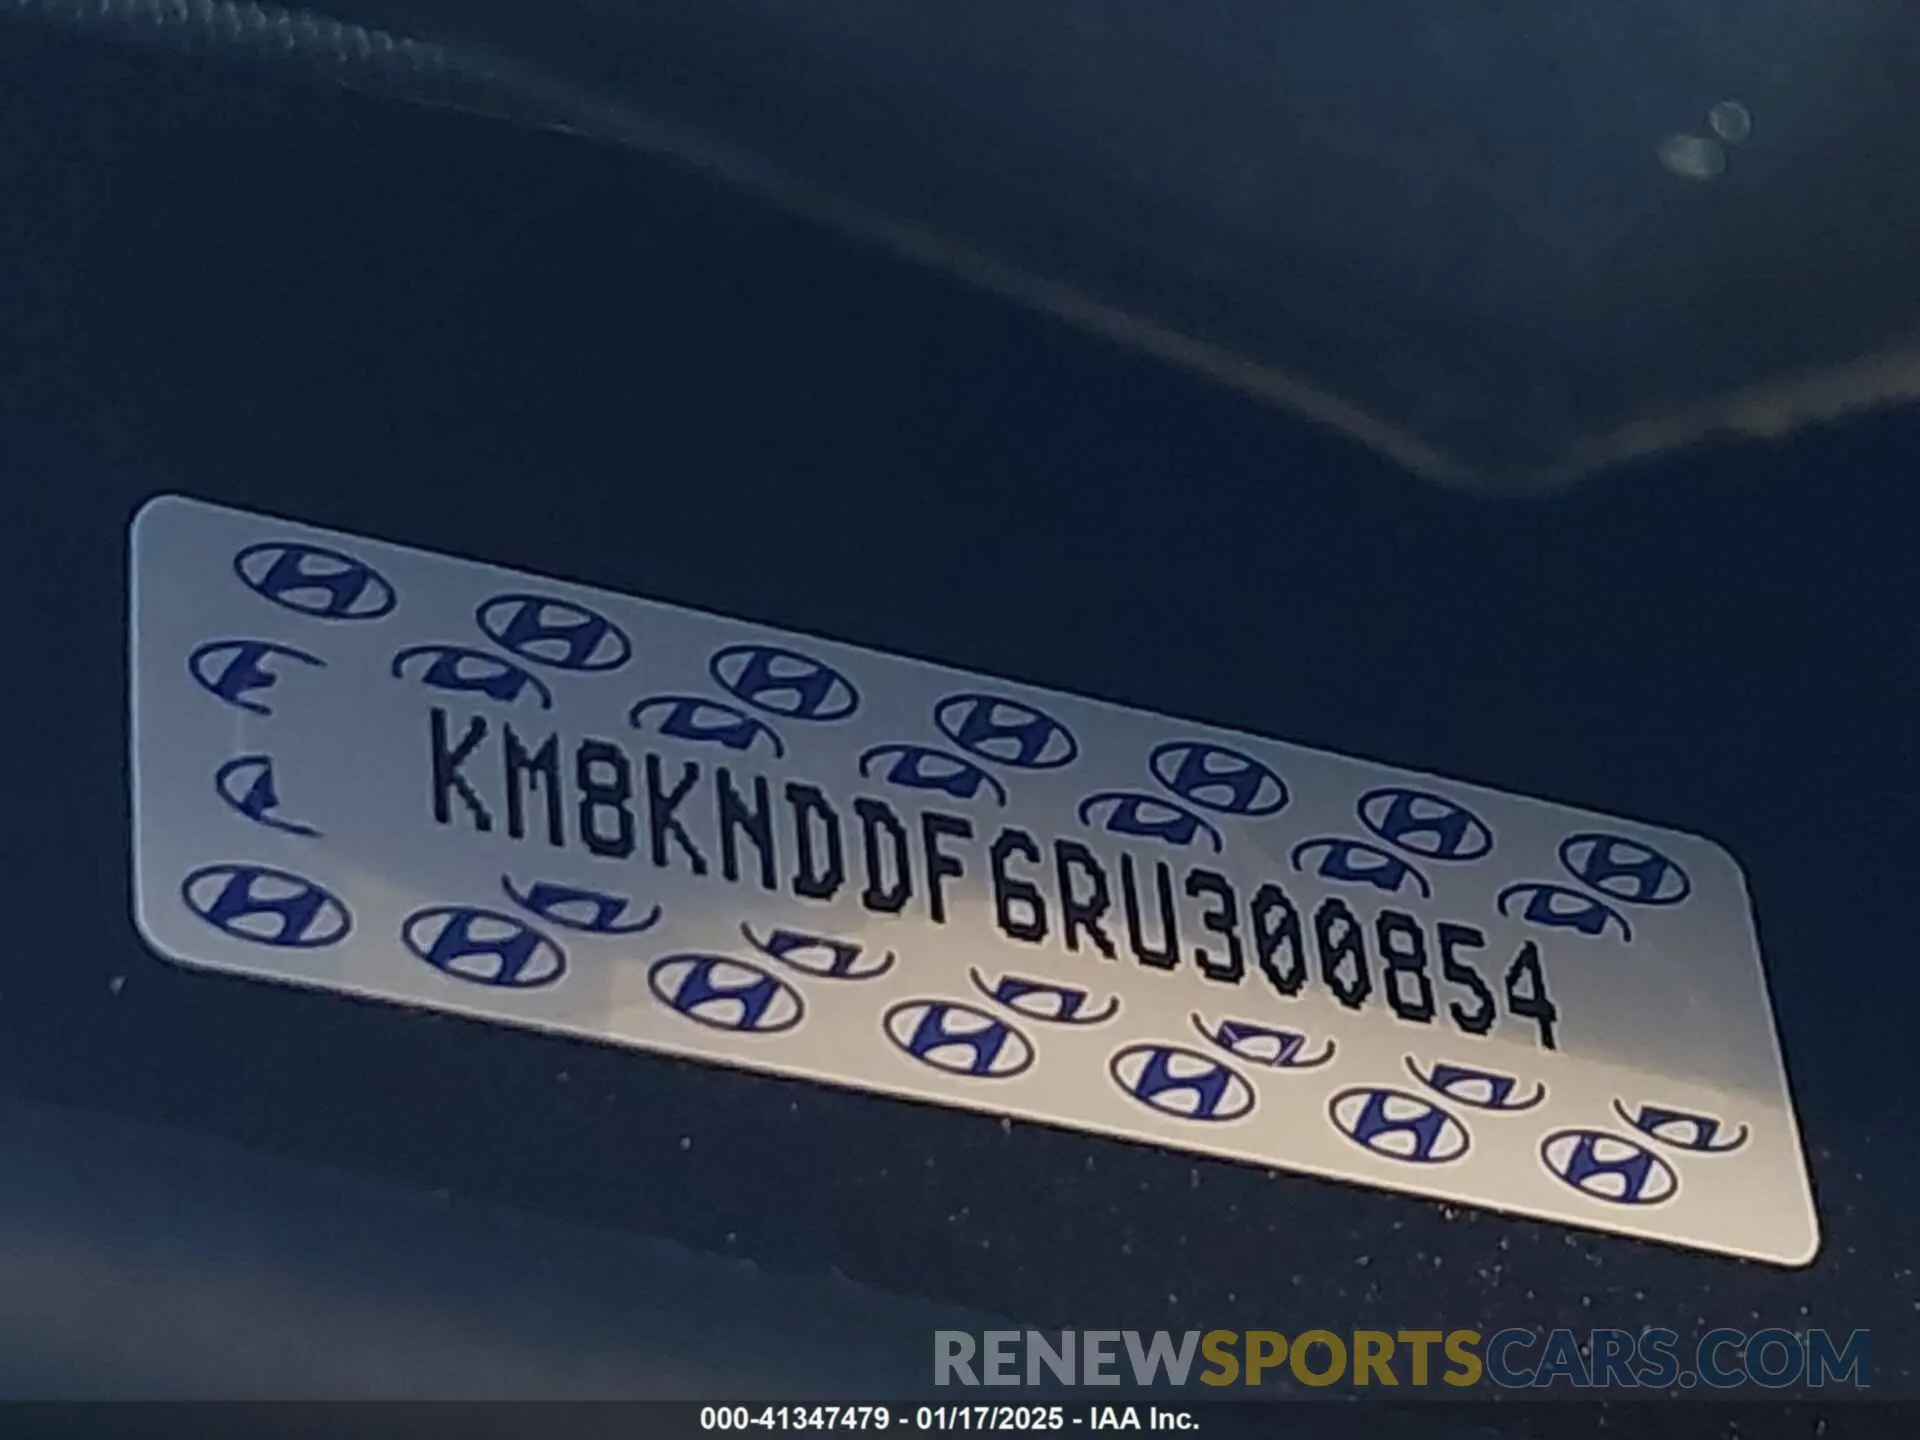 KM8KNDDF6RU300854
RENEWSPORTSCARS.COM
000-41347479 - 01/17/2025 - IAA Inc.